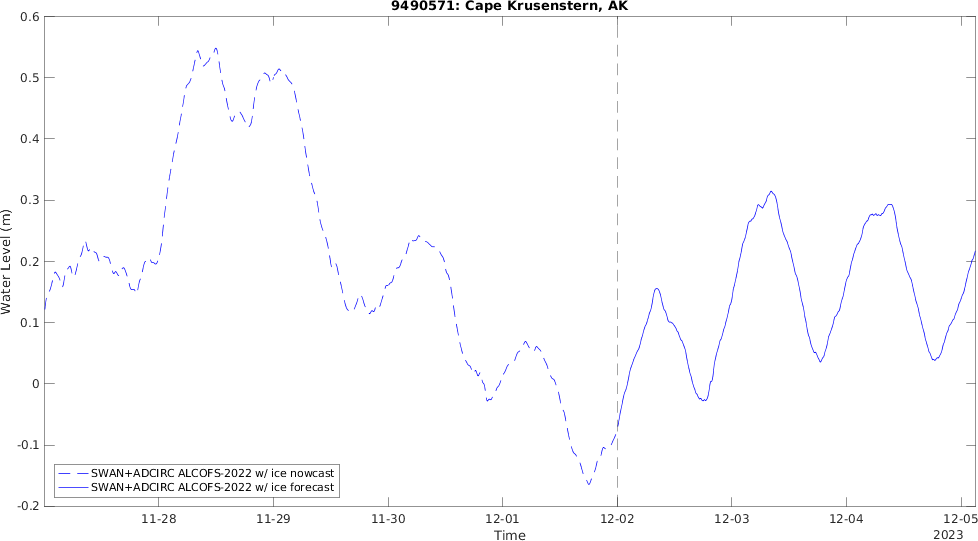 9490571: Cape Krusenstern, AK
0.6
0.5
0.4
0.3
0.2
0.1
0
-0.1
-0.2
Water Level (m)
SWAN+ADCIRC ALCOFS-2022 w/ ice nowcast
SWAN+ADCIRC ALCOFS-2022 w/ ice forecast
11-28 11-29 11-30 12-01 12-02 12-03 12-04 12-05
Time
2023